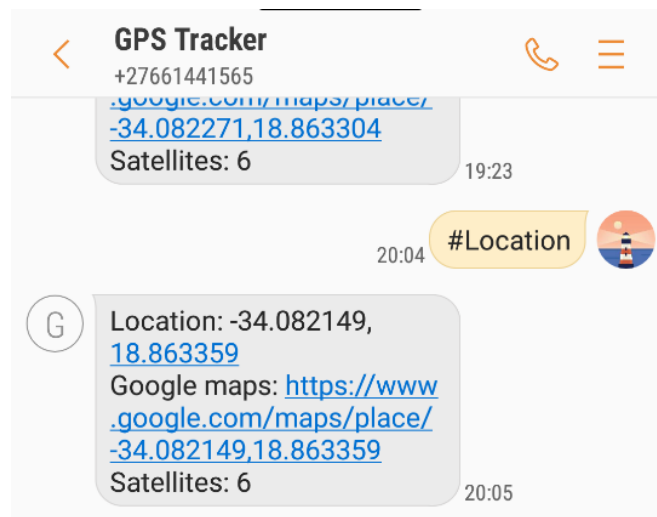 GPS Tracker
+27661441565
.google.com/maps/place/
-34.082271,18.863304
Satellites: 6
19:23
#Location
20:04
G
Location: -34.082149,
18.863359
Google maps: https://www
.google.com/maps/place/
-34.082149,18.863359
Satellites: 6
20:05